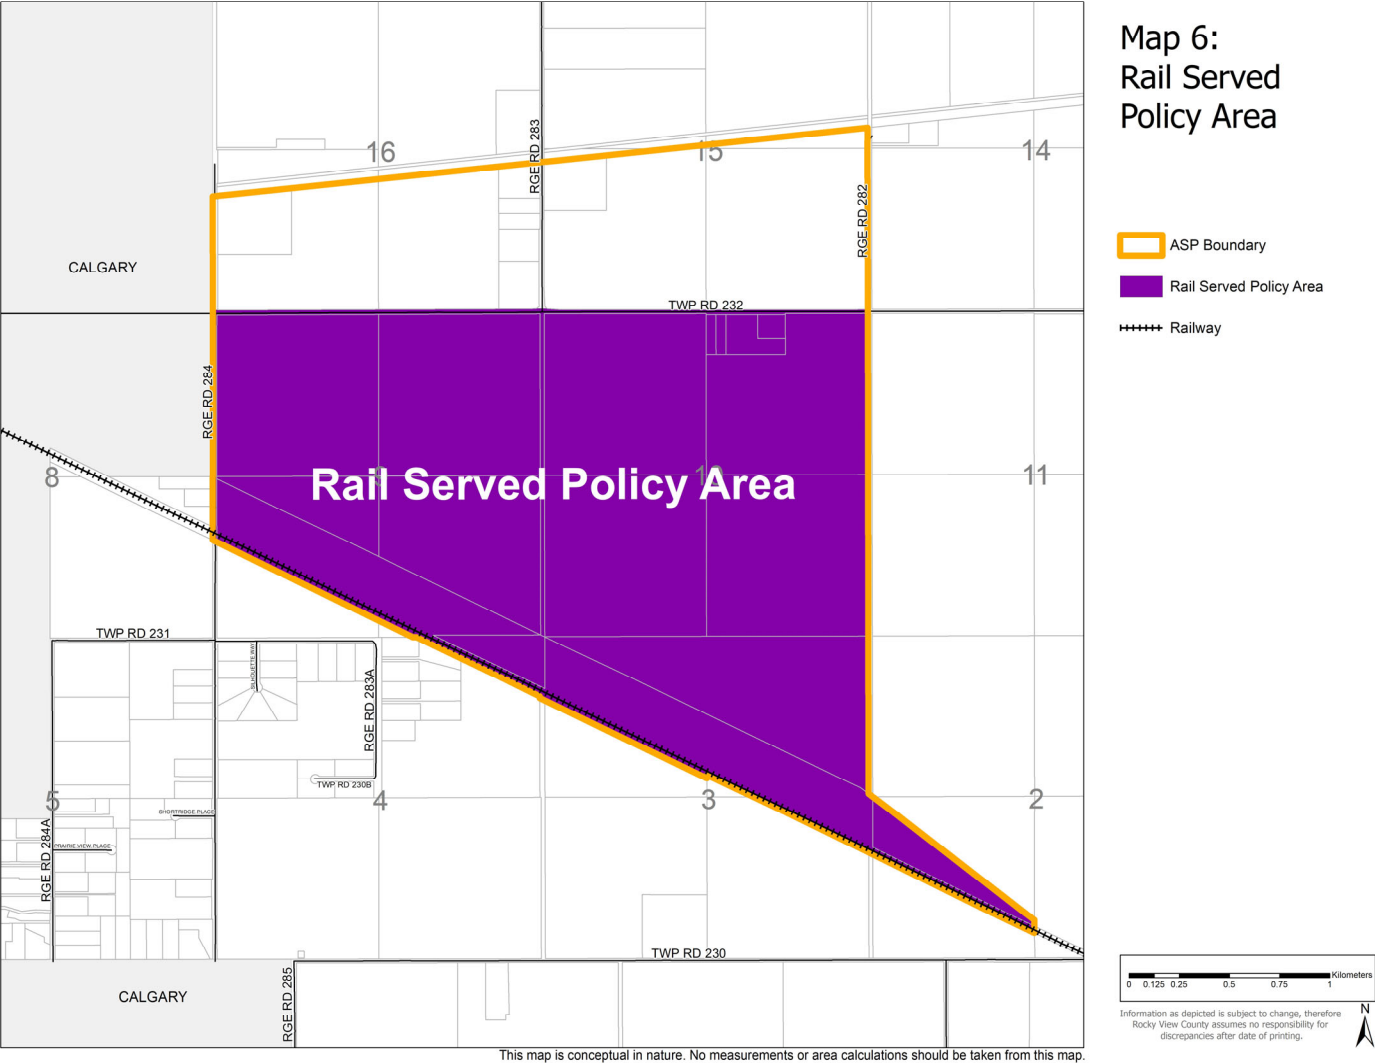 Map 6:
Rail Served
Policy Area
ASP Boundary
Rail Served Policy Area
Railway
16
15
14
RGE RD 283
RGE RD 282
CALGARY
TWP RD 232
RGE RD 284
8
11
Rail Served Policy Area
TWP RD 231
SILHOUETTE WAY
RGE RD 283A
TWP RD 230B
5
4
3
2
SHORTRIDGE PLACE
RGE RD 284A
PRAIRIE VIEW PLACE
TWP RD 230
CALGARY
RGE RD 285
Kilometers
0 0.125 0.25 0.5 0.75 1
Information as depicted is subject to change, therefore
Rocky View County assumes no responsibility for
discrepancies after date of printing.
N
This map is conceptual in nature. No measurements or area calculations should be taken from this map.